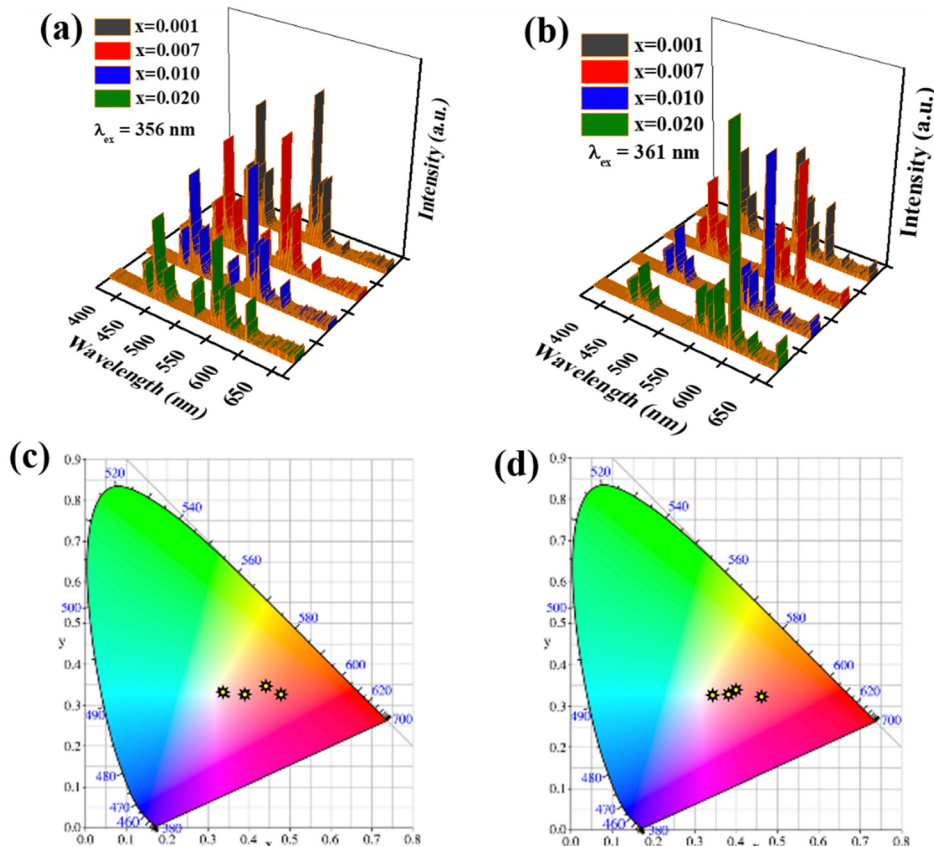 (a)
x=0.001
x=0.007
x=0.010
x=0.020
λex = 356 nm
Intensity (a.u.)
400
450
500
550
600
650
Wavelength (nm)
(b)
x=0.001
x=0.007
x=0.010
x=0.020
λex = 361 nm
Intensity (a.u.)
400
450
500
550
600
650
Wavelength (nm)
(c)
0.9
0.8
0.7
0.6
0.5
y
0.4
0.3
0.2
0.1
0.0
0.0 0.1 0.2 0.3 0.4 0.5 0.6 0.7 0.8
x
520
540
560
580
600
620
700
500
490
480
470
460
380
(d)
0.9
0.8
0.7
0.6
0.5
y
0.4
0.3
0.2
0.1
0.0
0.0 0.1 0.2 0.3 0.4 0.5 0.6 0.7 0.8
x
520
540
560
580
600
620
700
500
490
480
470
460
380